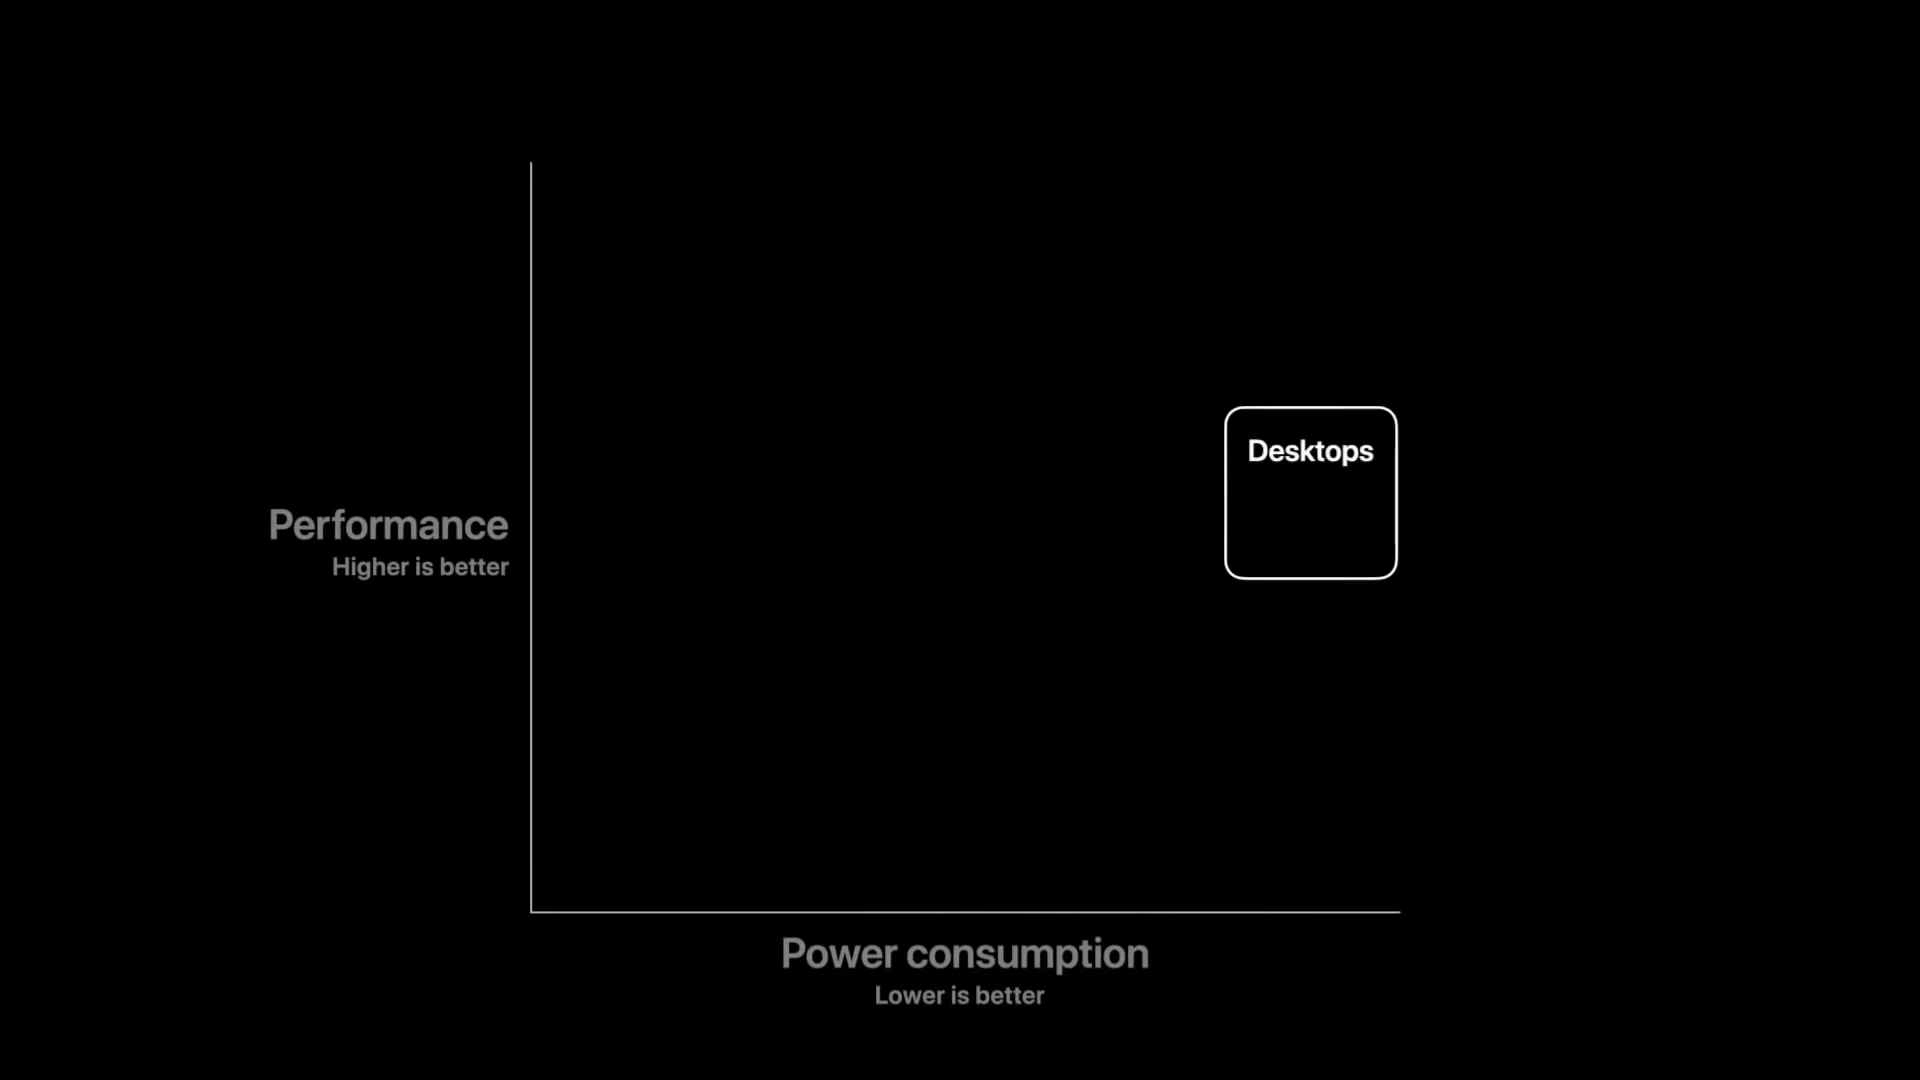 Desktops
Performance
Higher is better
Power consumption
Lower is better